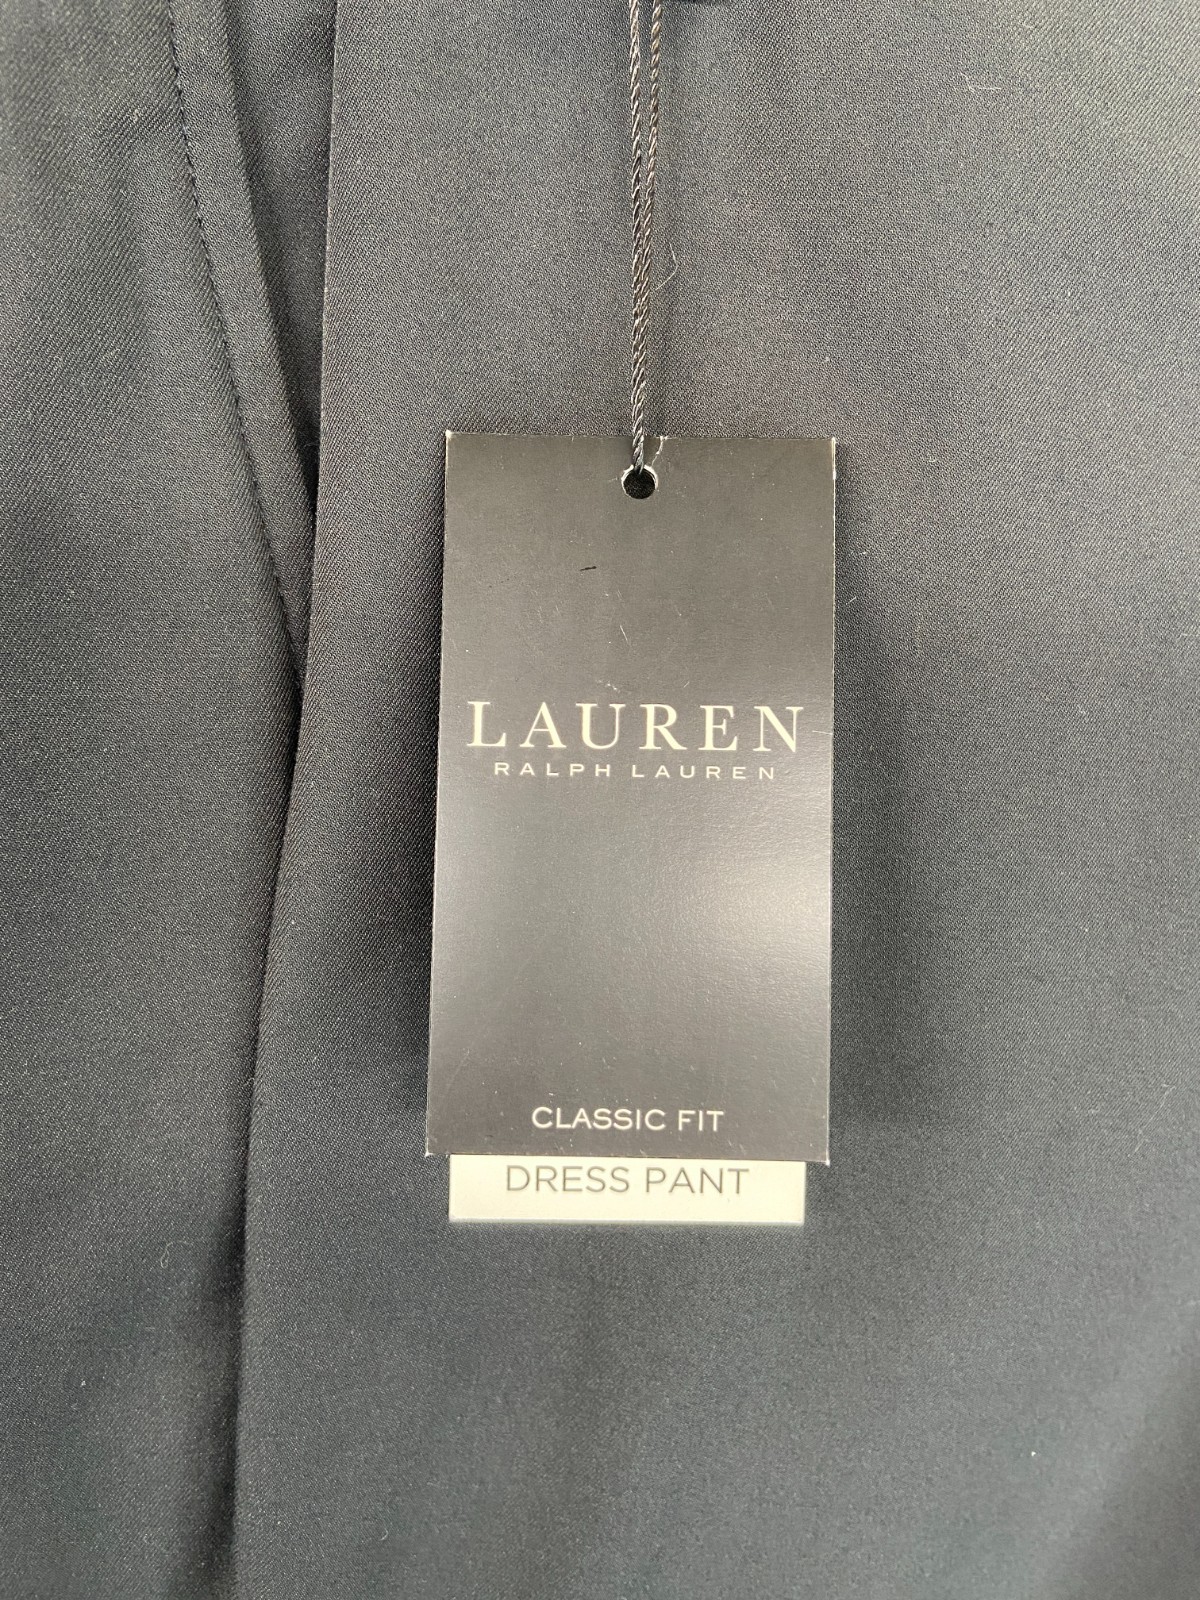 LAUREN
RALPH LAUREN
CLASSIC FIT
DRESS PANT